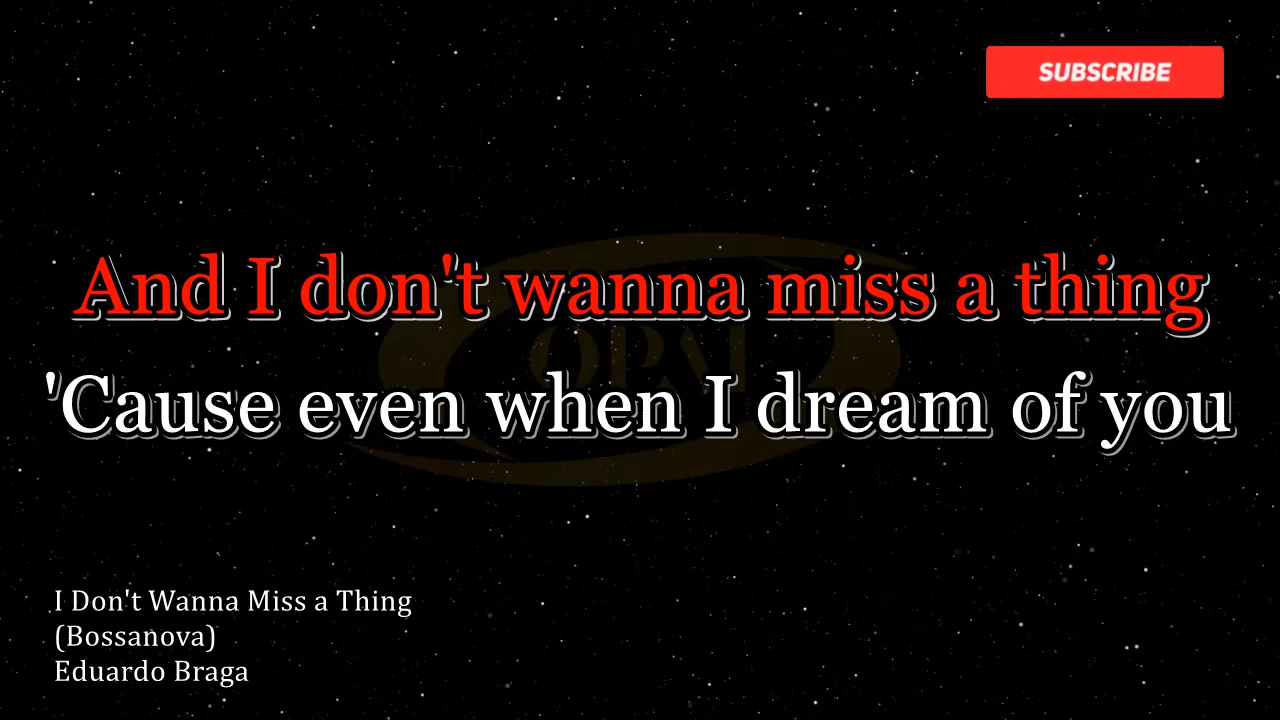 SUBSCRIBE
And I don't wanna miss a thing
OPAL
'Cause even when I dream of you
I Don't Wanna Miss a Thing
(Bossanova)
Eduardo Braga